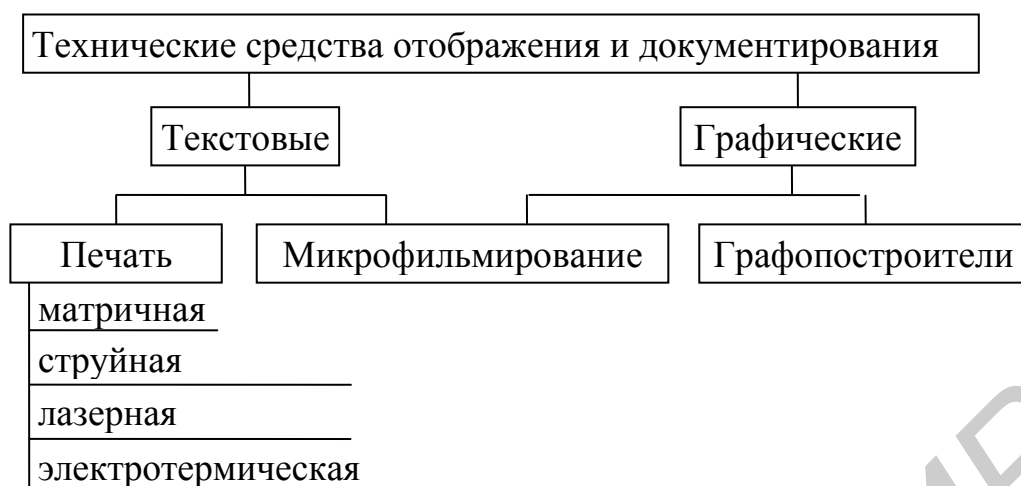 Технические средства отображения и документирования
Текстовые
Графические
Печать
Микрофильмирование
Графопостроители
матричная
струйная
лазерная
электротермическая